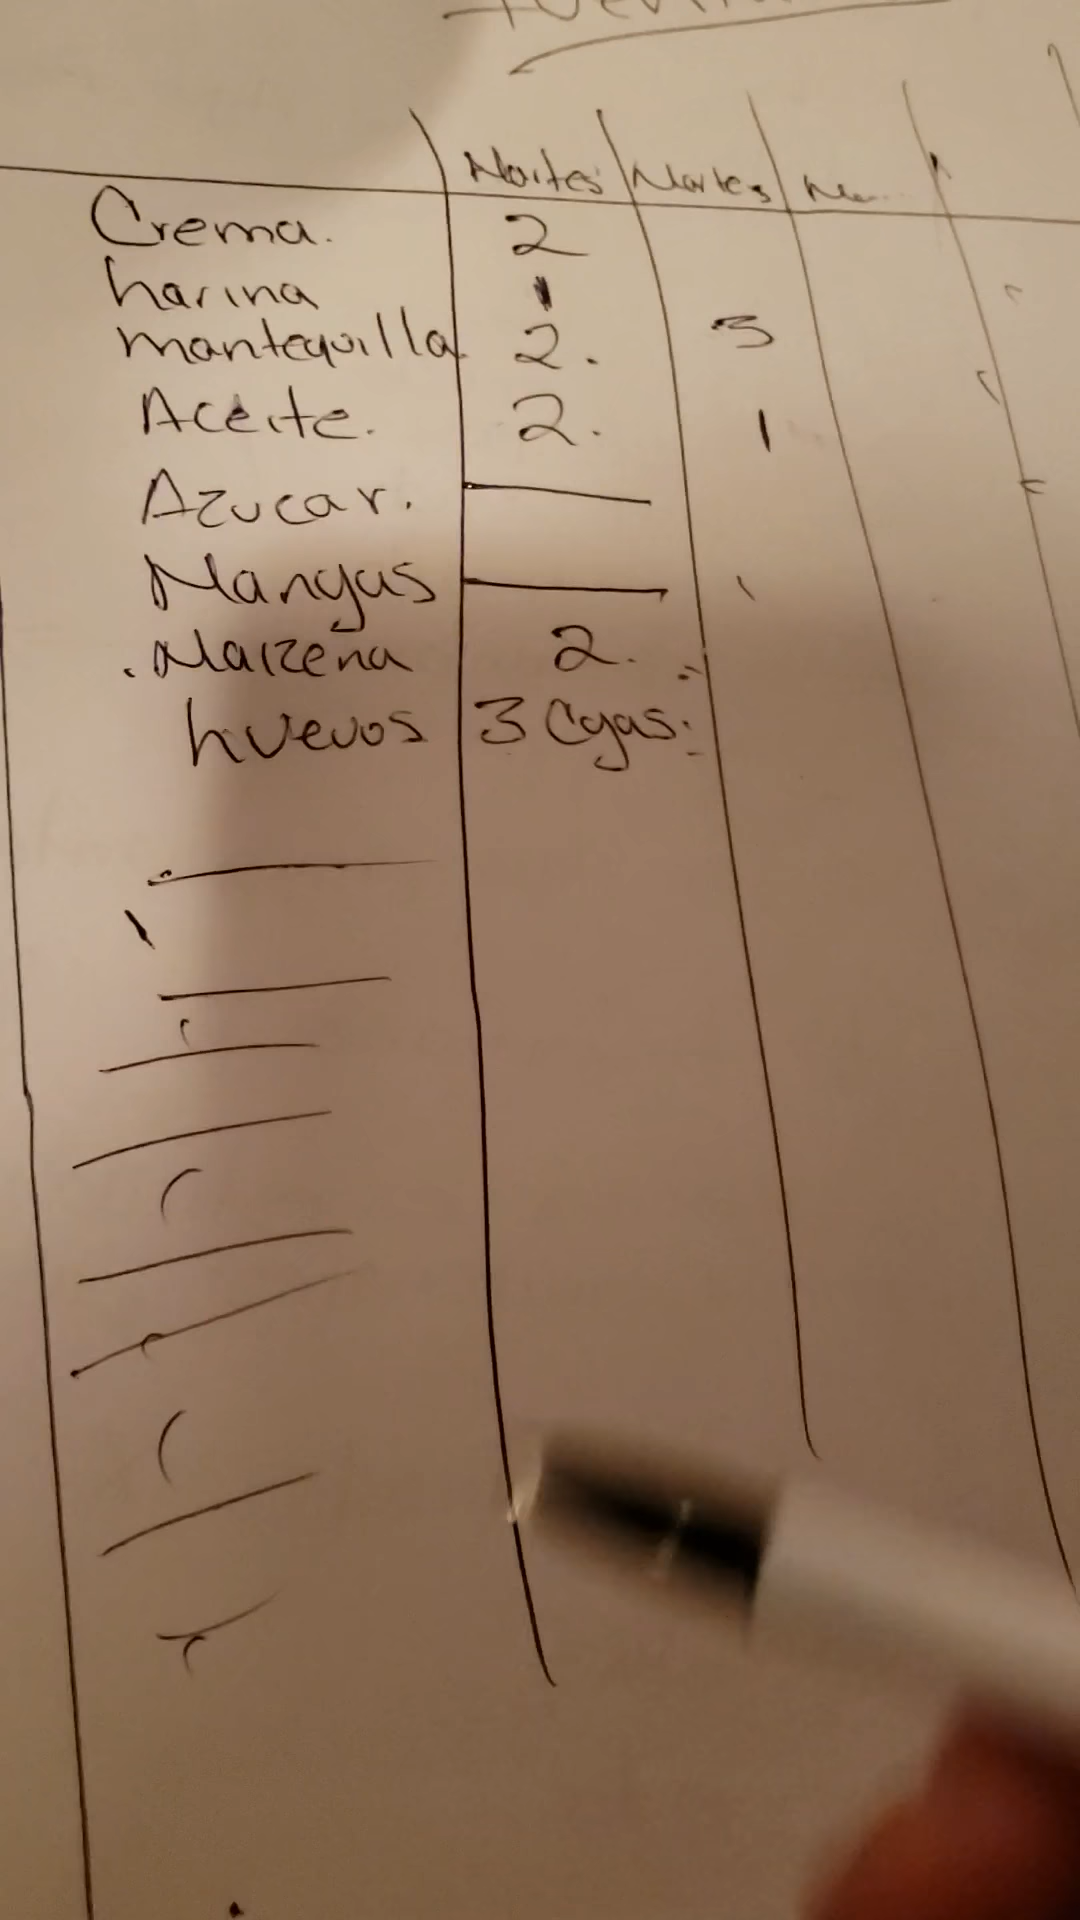 Martes Martes
Crema. 2
harina 1
mantequilla. 2. 3
Aceite. 2. 1
Azucar.
Mangas
Maizena 2.
huevos 3 Cajas.